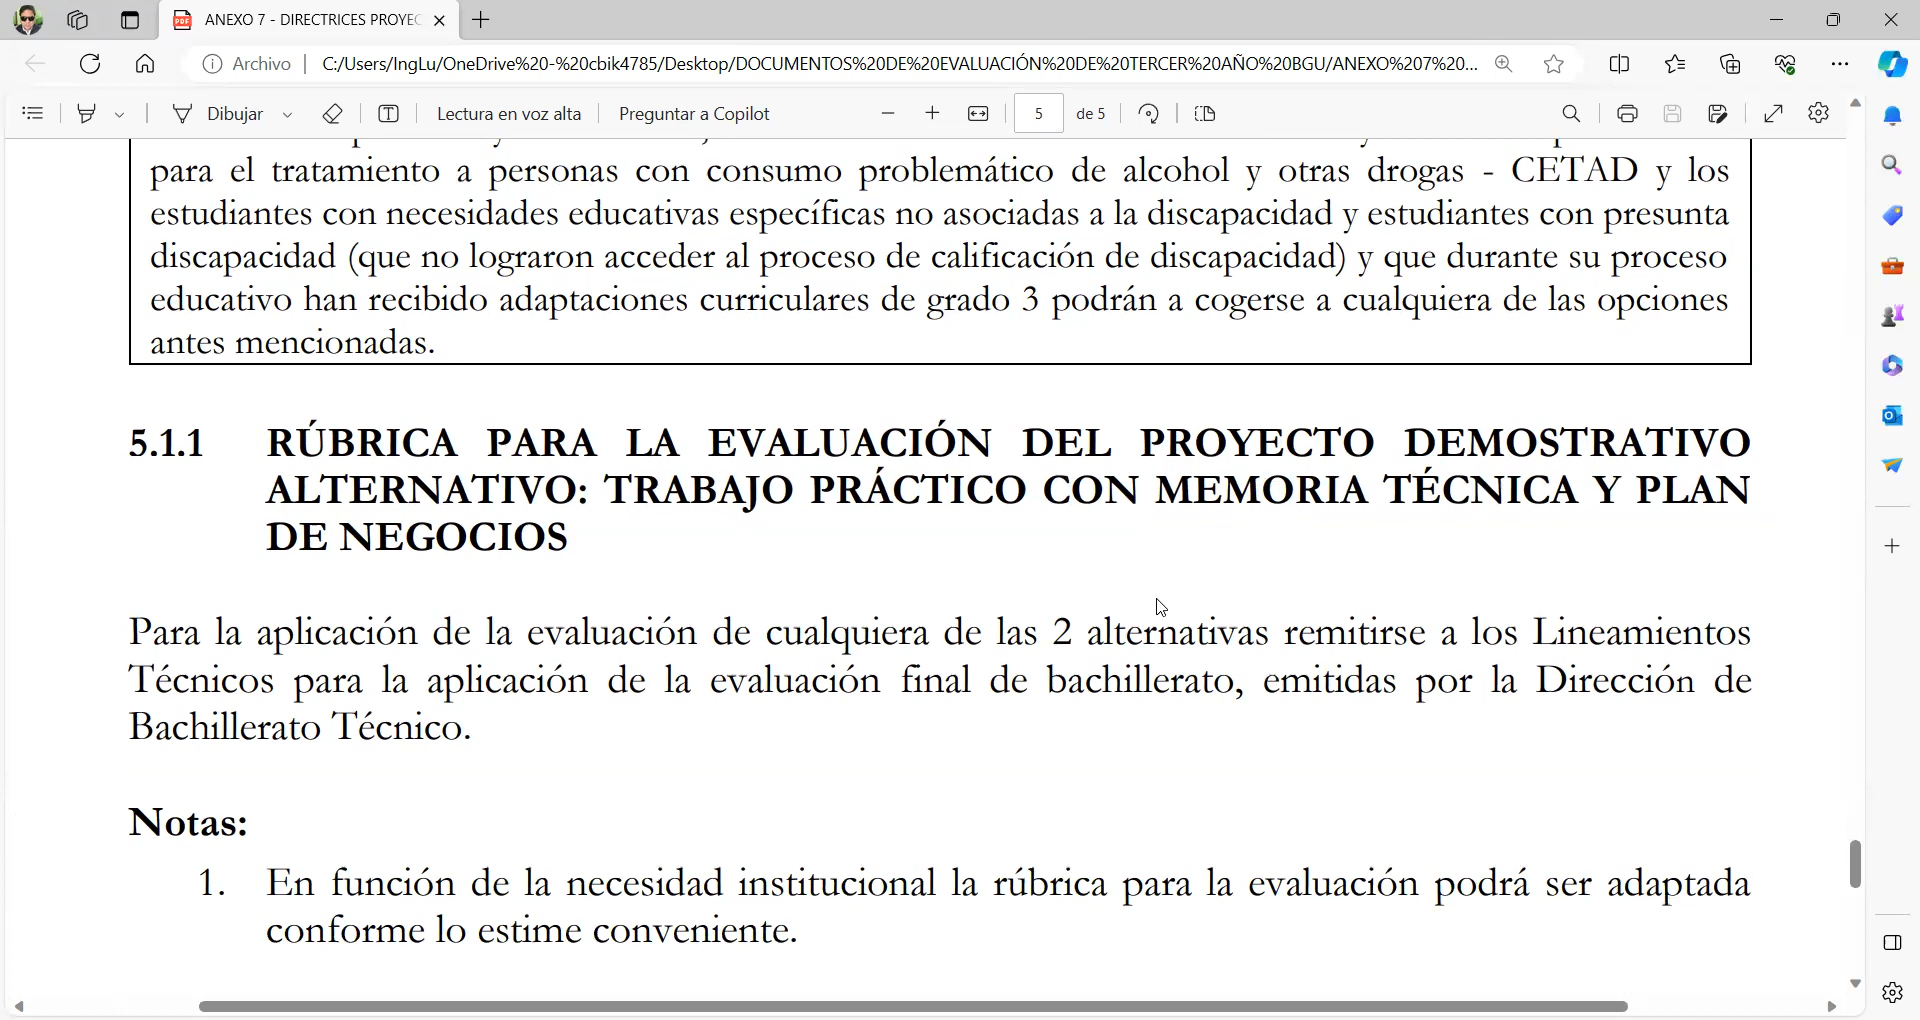 ANEXO 7 - DIRECTRICES PROYEC
Archivo
C:/Users/IngLu/OneDrive%20-%20cbik4785/Desktop/DOCUMENTOS%20DE%20EVALUACIÓN%20DE%20TERCER%20AÑO%20BGU/ANEXO%207%20...
Dibujar
Lectura en voz alta
Preguntar a Copilot
5
de 5
para el tratamiento a personas con consumo problemático de alcohol y otras drogas - CETAD y los
estudiantes con necesidades educativas específicas no asociadas a la discapacidad y estudiantes con presunta
discapacidad (que no lograron acceder al proceso de calificación de discapacidad) y que durante su proceso
educativo han recibido adaptaciones curriculares de grado 3 podrán a cogerse a cualquiera de las opciones
antes mencionadas.
5.1.1 RÚBRICA PARA LA EVALUACIÓN DEL PROYECTO DEMOSTRATIVO
ALTERNATIVO: TRABAJO PRÁCTICO CON MEMORIA TÉCNICA Y PLAN
DE NEGOCIOS
Para la aplicación de la evaluación de cualquiera de las 2 alternativas remitirse a los Lineamientos
Técnicos para la aplicación de la evaluación final de bachillerato, emitidas por la Dirección de
Bachillerato Técnico.
Notas:
1. En función de la necesidad institucional la rúbrica para la evaluación podrá ser adaptada
conforme lo estime conveniente.